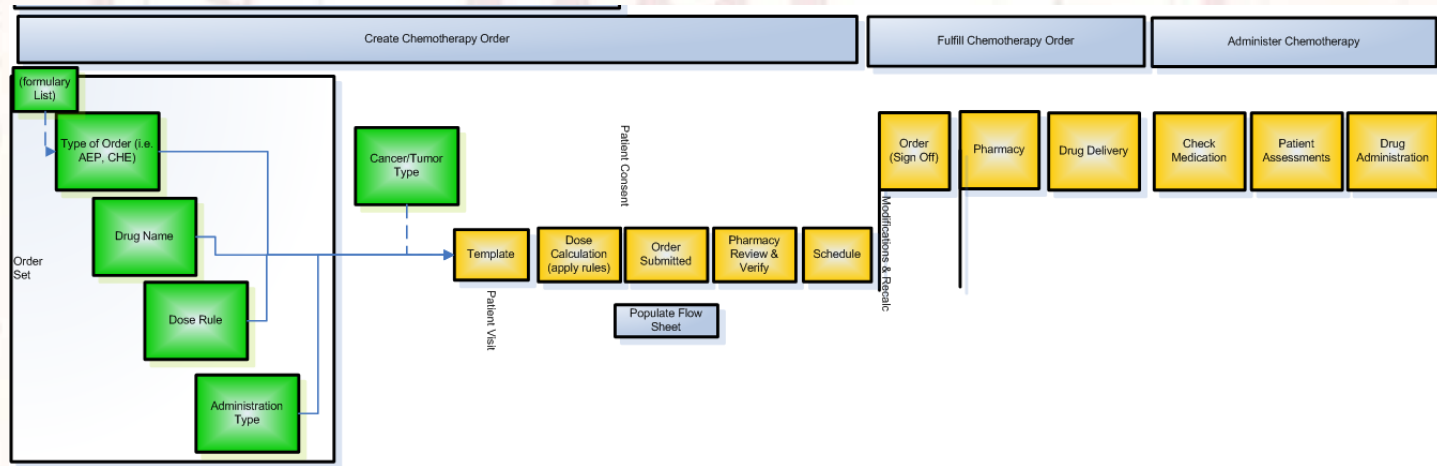 Create Chemotherapy Order
Fulfill Chemotherapy Order
Administer Chemotherapy
(formulary
List)
Type of Order (i.e.
AEP, CHE)
Drug Name
Order
Set
Dose Rule
Administration
Type
Cancer/Tumor
Type
Patient Consent
Template
Dose
Calculation
(apply rules)
Order
Submitted
Pharmacy
Review &
Verify
Schedule
Patient Visit
Populate Flow
Sheet
Order
(Sign Off)
Modifications & Recalc
Pharmacy
Drug Delivery
Check
Medication
Patient
Assessments
Drug
Administration